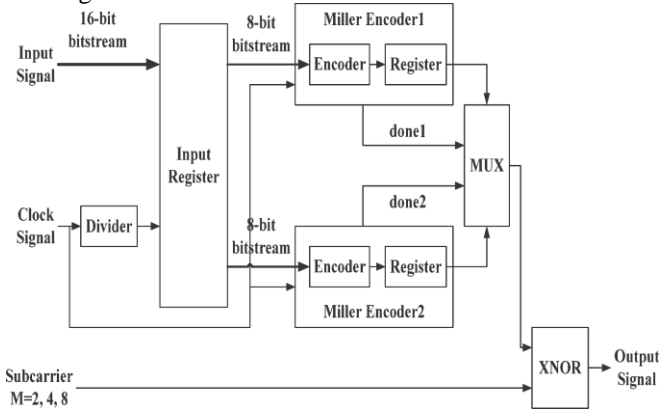 16-bit
bitstream
Input
Signal
8-bit
bitstream
Miller Encoder1
Encoder
Register
done1
Input
Register
MUX
Clock
Signal
Divider
done2
8-bit
bitstream
Encoder
Register
Miller Encoder2
Subcarrier
M=2, 4, 8
XNOR
Output
Signal